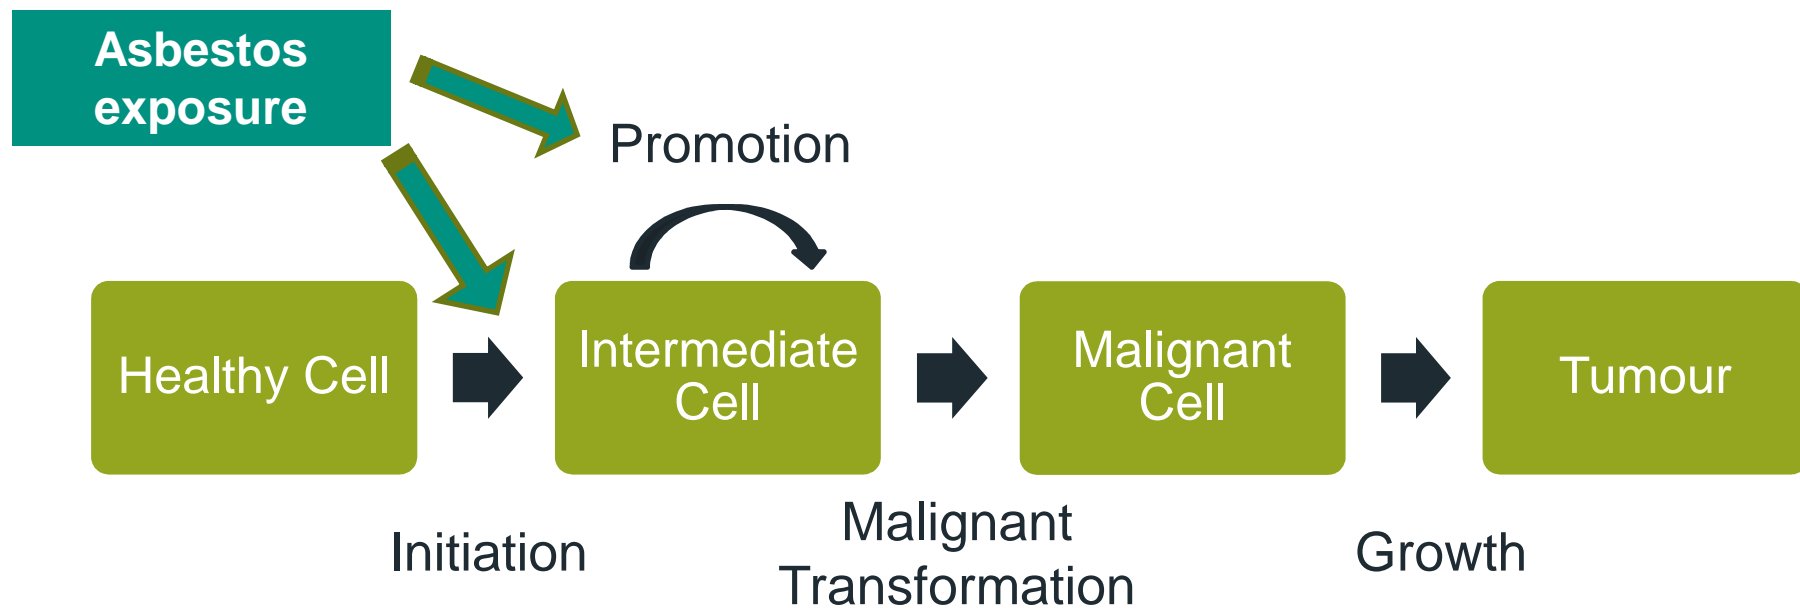 Asbestos
exposure
Promotion
Healthy Cell
Intermediate
Cell
Malignant
Cell
Tumour
Initiation
Malignant
Transformation
Growth